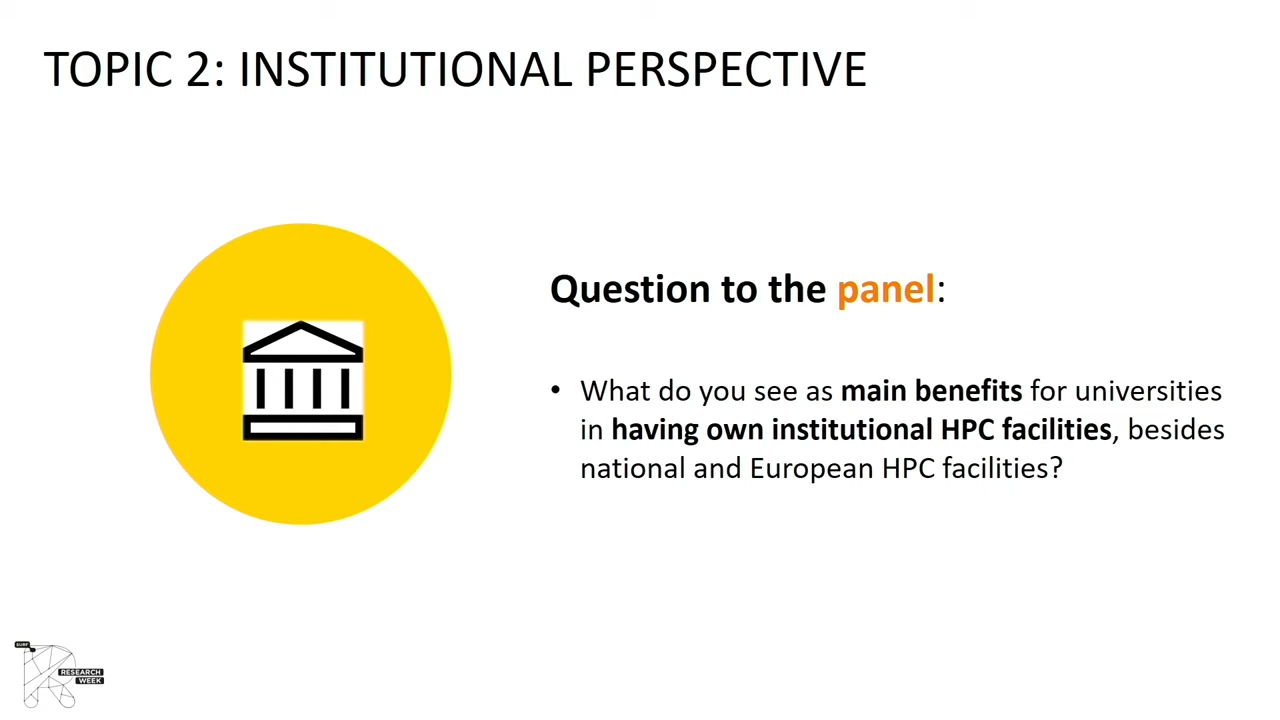 TOPIC 2: INSTITUTIONAL PERSPECTIVE
Question to the panel:
• What do you see as main benefits for universities
in having own institutional HPC facilities, besides
national and European HPC facilities?
SURF
RESEARCH
WEEK